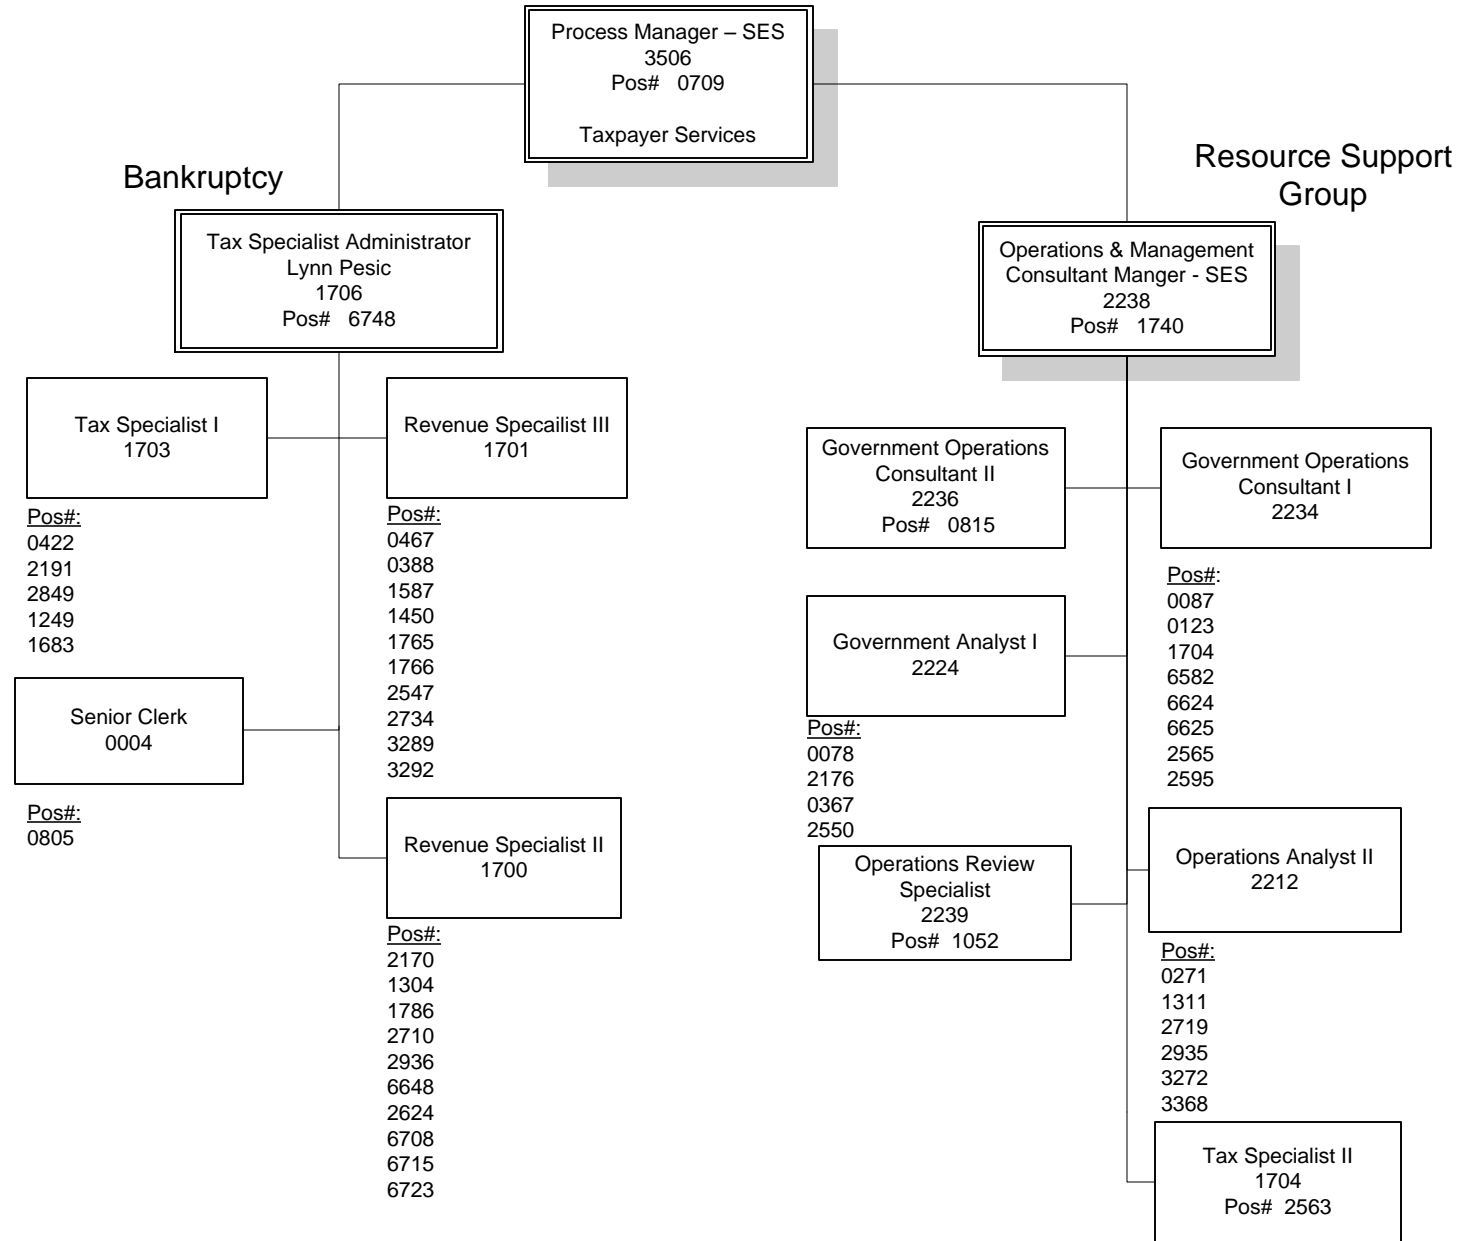 Process Manager – SES
3506
Pos# 0709
Taxpayer Services
Bankruptcy
Tax Specialist Administrator
Lynn Pesic
1706
Pos# 6748
Tax Specialist I
1703
Pos#:
0422
2191
2849
1249
1683
Revenue Specailist III
1701
Pos#:
0467
0388
1587
1450
1765
1766
2547
2734
3289
3292
Senior Clerk
0004
Pos#:
0805
Revenue Specialist II
1700
Pos#:
2170
1304
1786
2710
2936
6648
2624
6708
6715
6723
Resource Support
Group
Operations & Management
Consultant Manger - SES
2238
Pos# 1740
Government Operations
Consultant II
2236
Pos# 0815
Government Operations
Consultant I
2234
Pos#:
0087
0123
1704
6582
6624
6625
2565
2595
Government Analyst I
2224
Pos#:
0078
2176
0367
2550
Operations Review
Specialist
2239
Pos# 1052
Operations Analyst II
2212
Pos#:
0271
1311
2719
2935
3272
3368
Tax Specialist II
1704
Pos# 2563